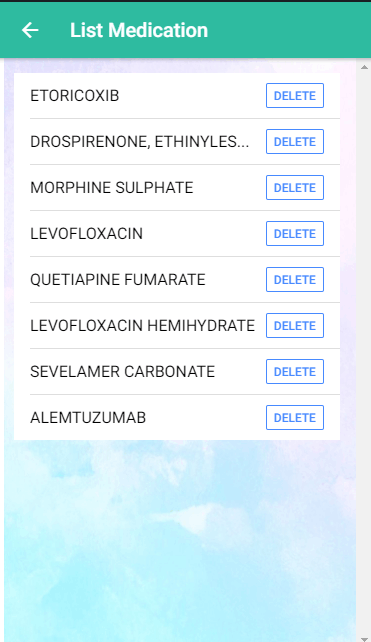 List Medication
ETORICOXIB
DELETE
DROSPIRENONE, ETHINYLES...
DELETE
MORPHINE SULPHATE
DELETE
LEVOFLOXACIN
DELETE
QUETIAPINE FUMARATE
DELETE
LEVOFLOXACIN HEMIHYDRATE
DELETE
SEVELAMER CARBONATE
DELETE
ALEMTUZUMAB
DELETE